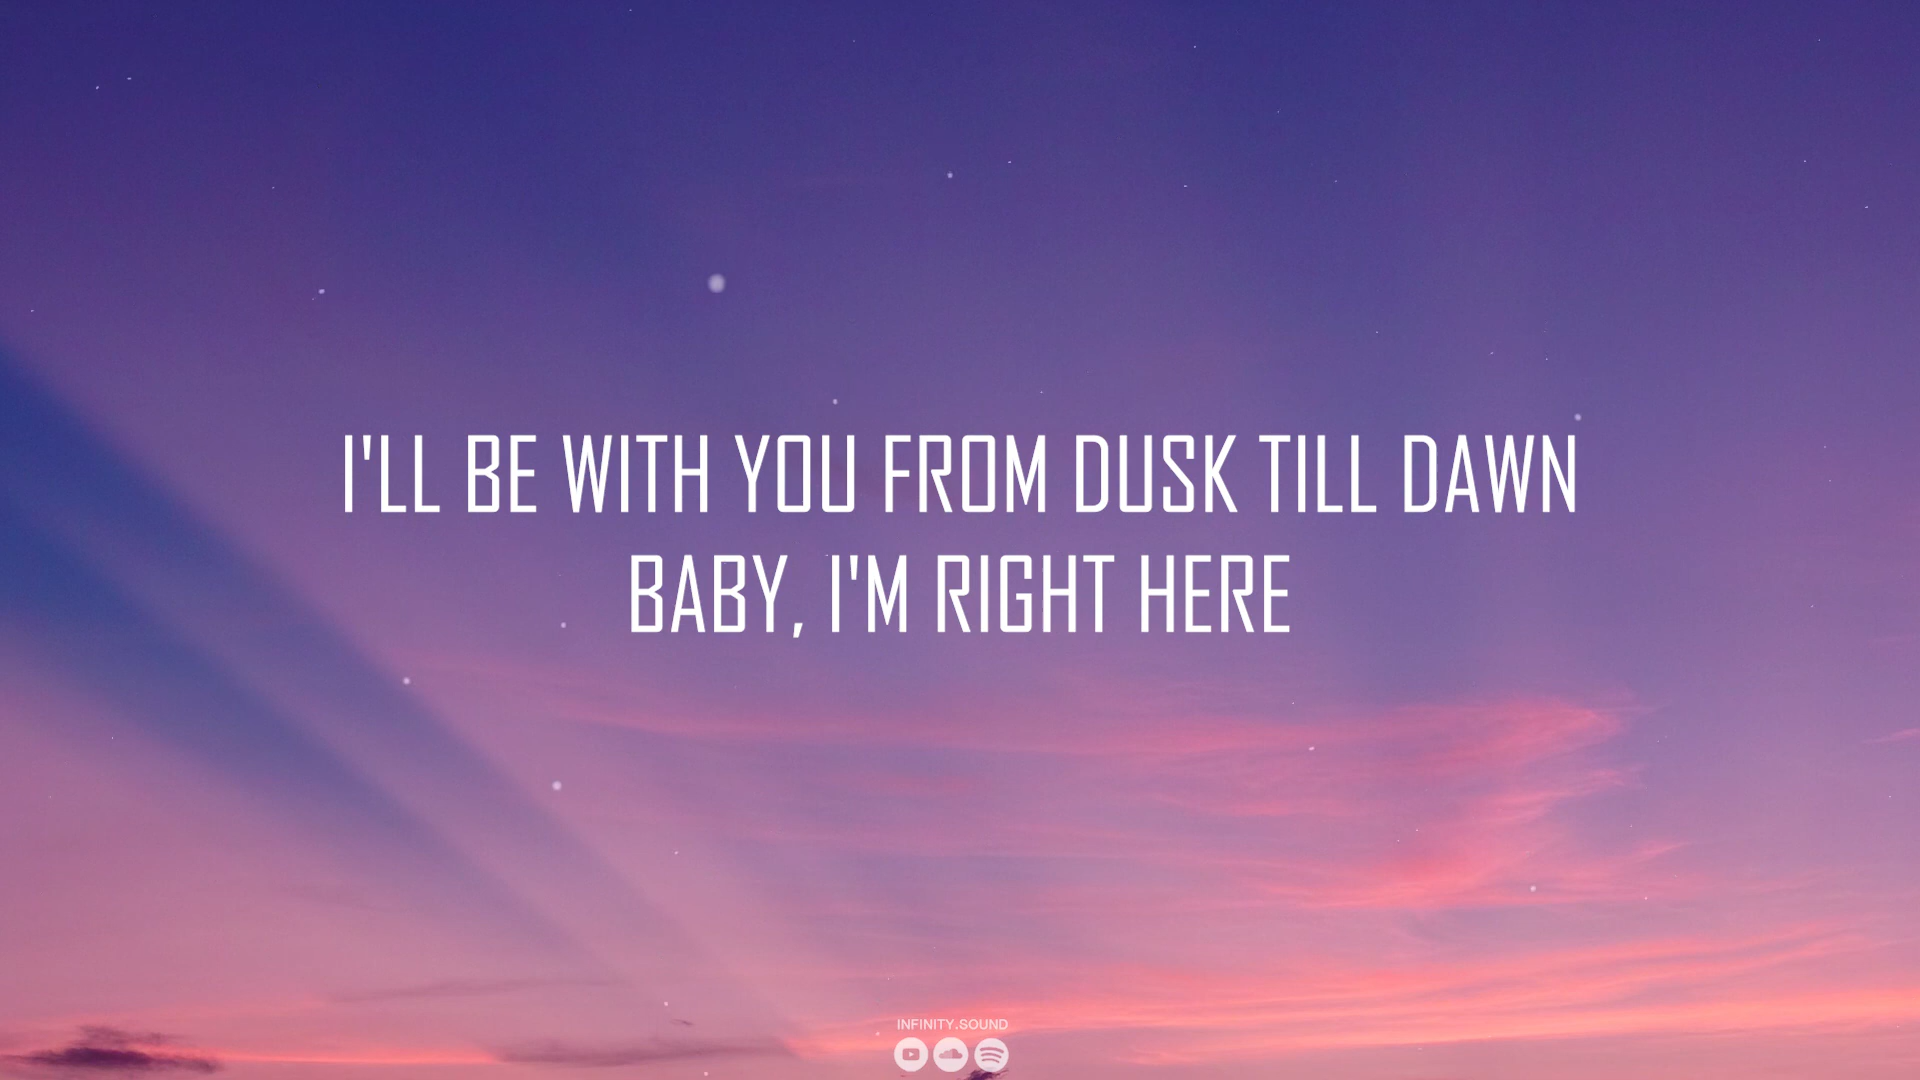 I'LL BE WITH YOU FROM DUSK TILL DAWN
BABY, I'M RIGHT HERE
INFINITY.SOUND